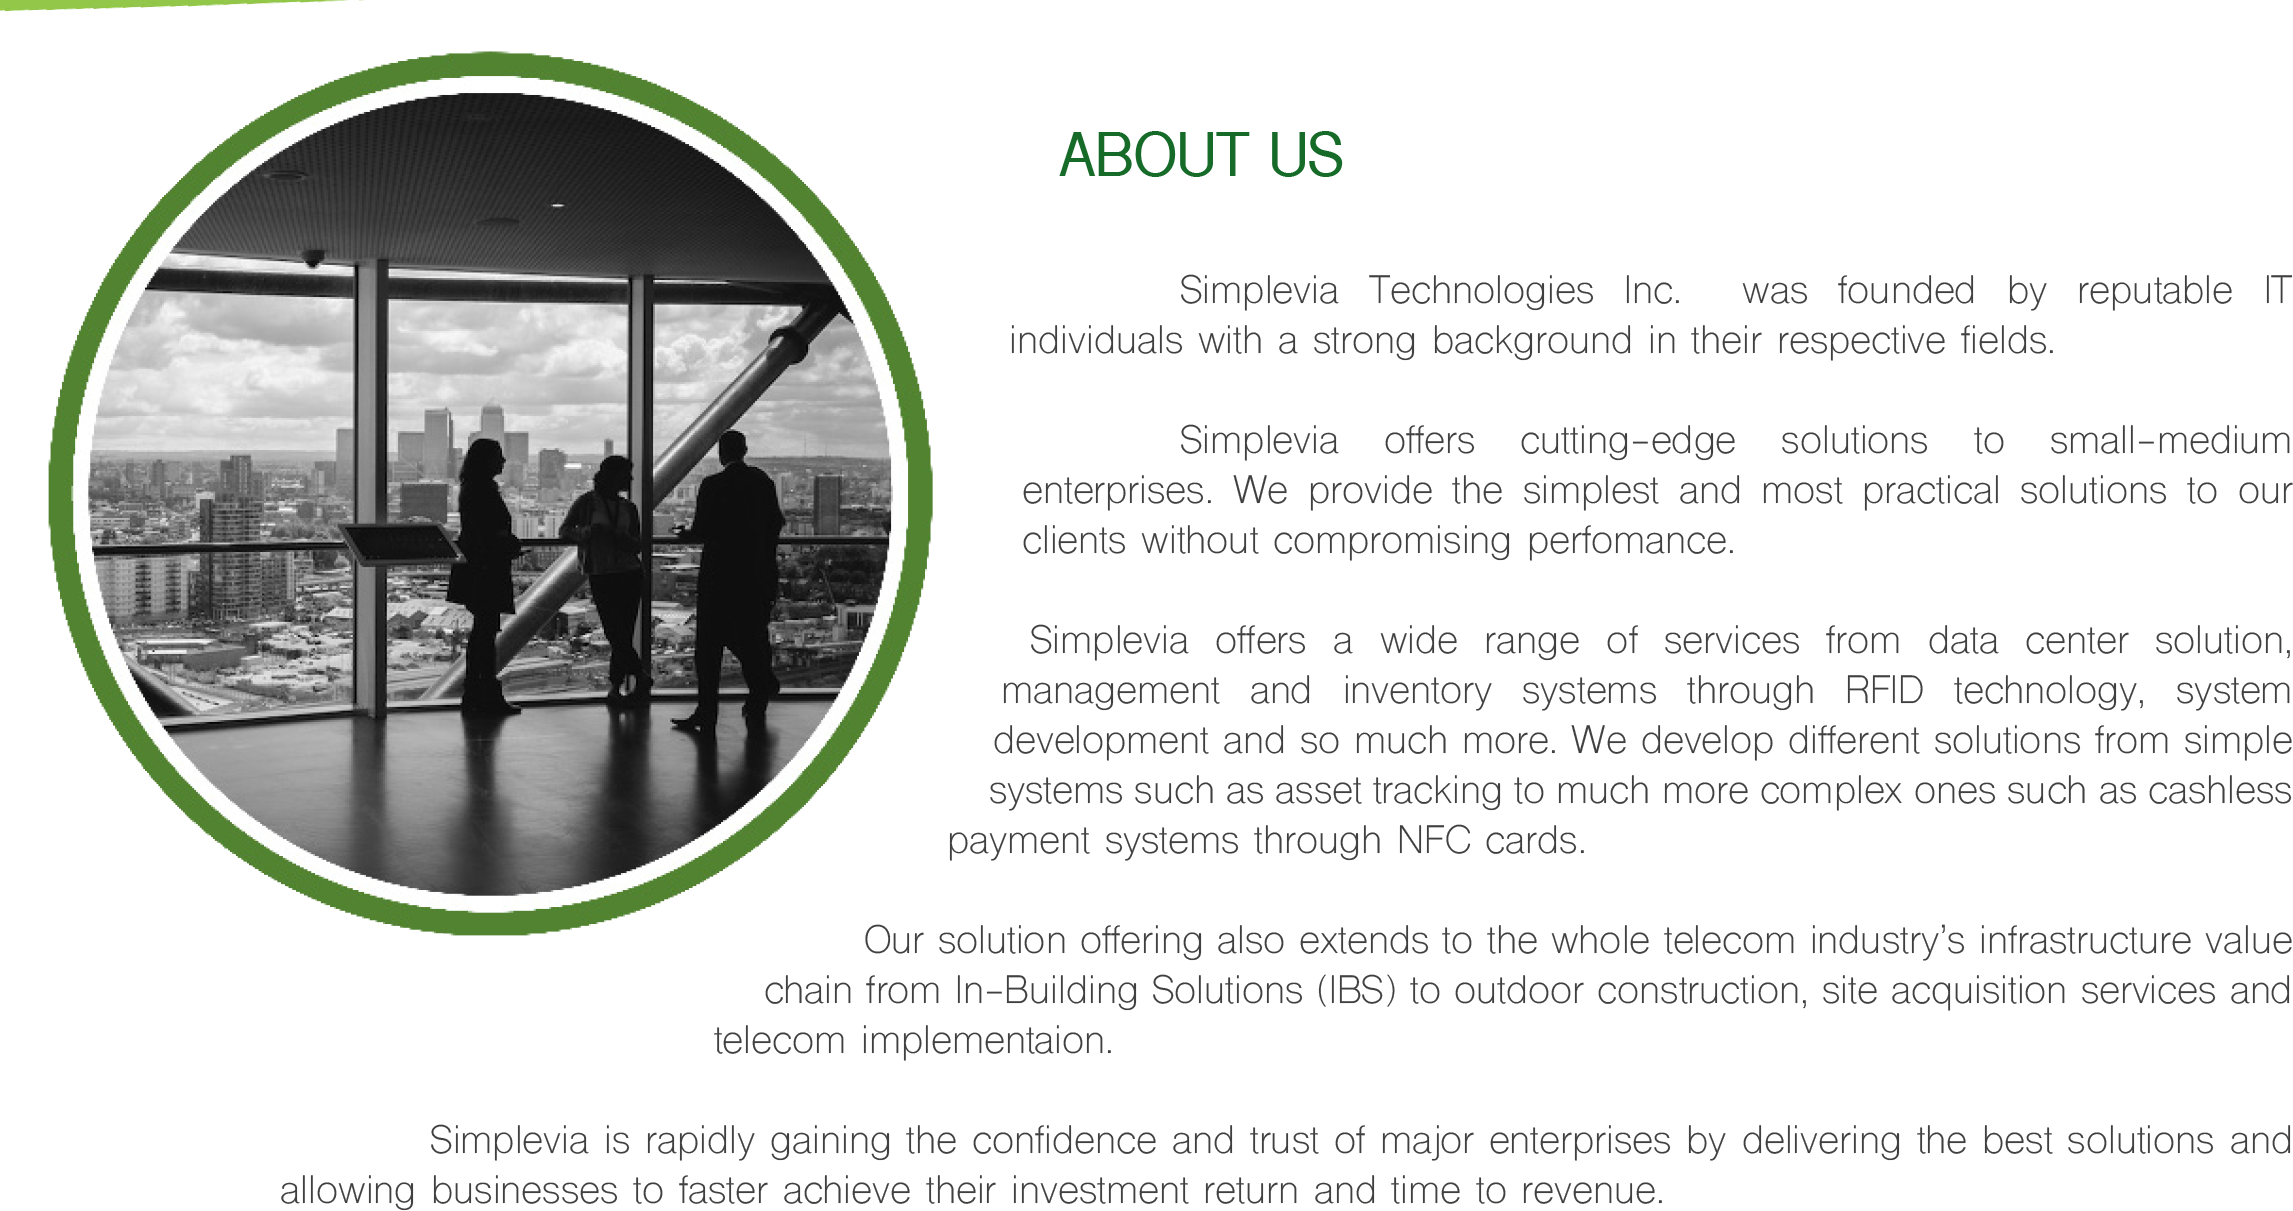 ABOUT US
Simplevia Technologies Inc. was founded by reputable IT
individuals with a strong background in their respective fields.
Simplevia offers cutting-edge solutions to small-medium
enterprises. We provide the simplest and most practical solutions to our
clients without compromising perfomance.
Simplevia offers a wide range of services from data center solution,
management and inventory systems through RFID technology, system
development and so much more. We develop different solutions from simple
systems such as asset tracking to much more complex ones such as cashless
payment systems through NFC cards.
Our solution offering also extends to the whole telecom industry’s infrastructure value
chain from In-Building Solutions (IBS) to outdoor construction, site acquisition services and
telecom implementaion.
Simplevia is rapidly gaining the confidence and trust of major enterprises by delivering the best solutions and
allowing businesses to faster achieve their investment return and time to revenue.